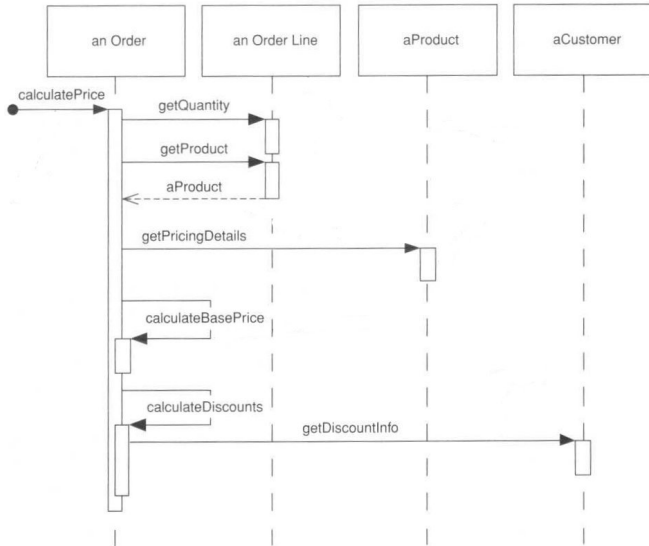 an Order
an Order Line
aProduct
aCustomer
calculatePrice
getQuantity
getProduct
aProduct
getPricingDetails
calculateBasePrice
calculateDiscounts
getDiscountInfo